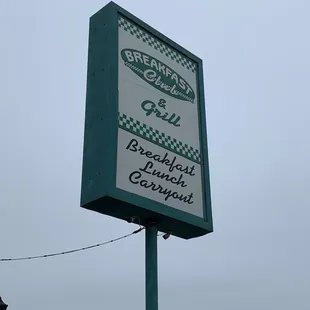 BREAKFAST
Club
&
Grill
Breakfast
Lunch
Carryout